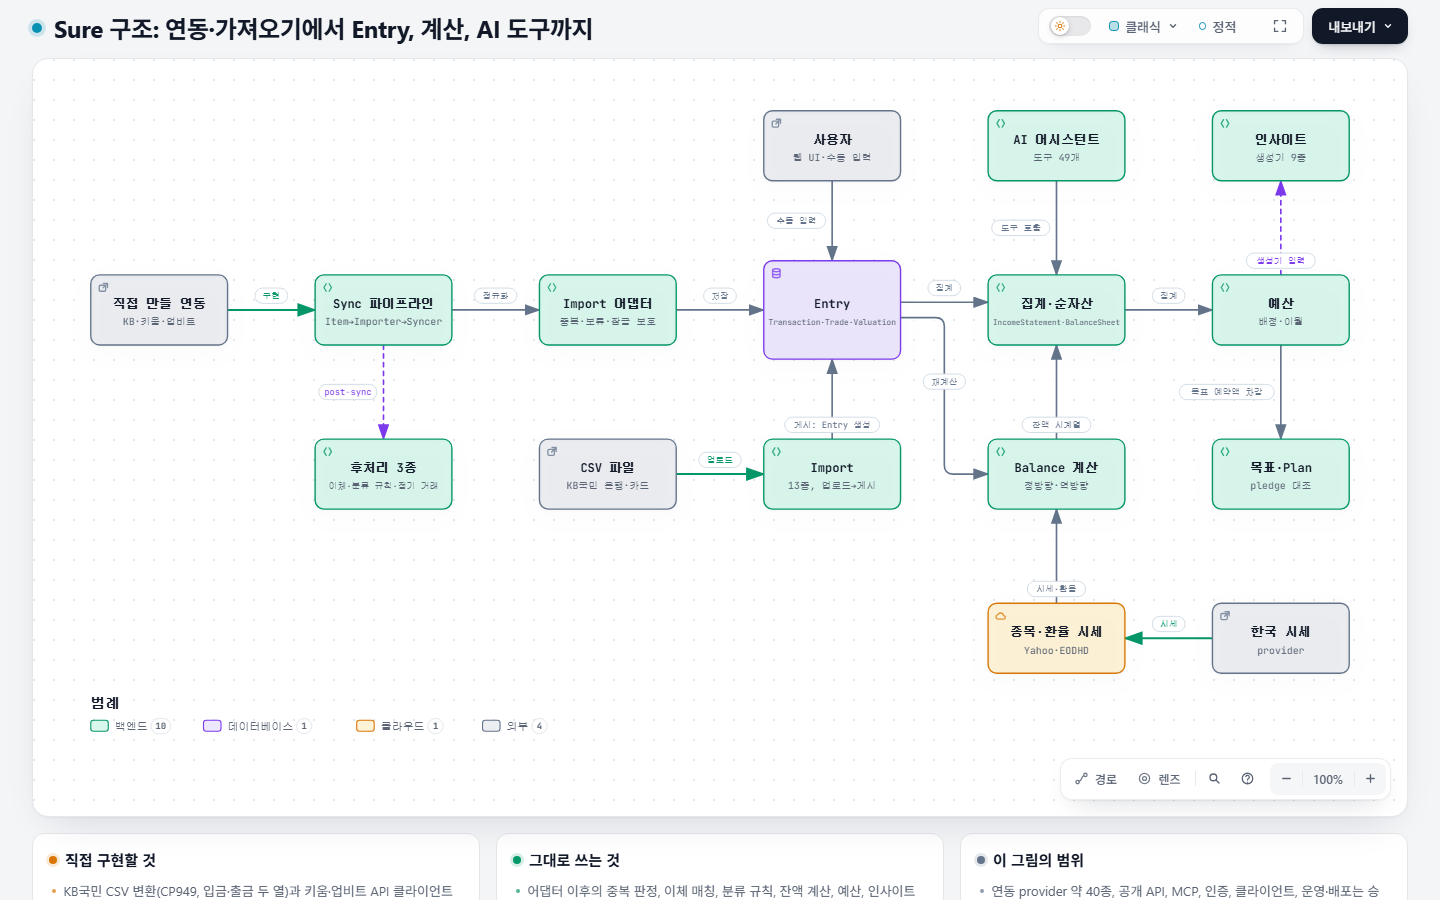 Sure 구조: 연동·가져오기에서 Entry, 계산, AI 도구까지
클래식
정적
내보내기
사용자
웹 UI·수동 입력
AI 어시스턴트
도구 49개
인사이트
생성기 9종
수동 입력
도구 호출
생성기 입력
직접 만들 연동
KB·키움·업비트
구현
Sync 파이프라인
Item→Importer→Syncer
정규화
Import 어댑터
중복·보류·잠금 보호
저장
Entry
Transaction·Trade·Valuation
집계
집계·순자산
IncomeStatement·BalanceSheet
집계
예산
배정·이월
post-sync
재계산
목표 예약액 차감
게시: Entry 생성
잔액 시계열
후처리 3종
이체·분류 규칙·정기 거래
CSV 파일
KB국민 은행·카드
업로드
Import
13종, 업로드→게시
Balance 계산
정방향·역방향
목표·Plan
pledge 대조
시세·환율
종목·환율 시세
Yahoo·EODHD
시세
한국 시세
provider
범례
백엔드 10
데이터베이스 1
클라우드 1
외부 4
경로
렌즈
100%
직접 구현할 것
KB국민 CSV 변환(CP949, 입금·출금 두 열)과 키움·업비트 API 클라이언트
그대로 쓰는 것
어댑터 이후의 중복 판정, 이체 매칭, 분류 규칙, 잔액 계산, 예산, 인사이트
이 그림의 범위
연동 provider 약 40종, 공개 API, MCP, 인증, 클라이언트, 운영·배포는 승